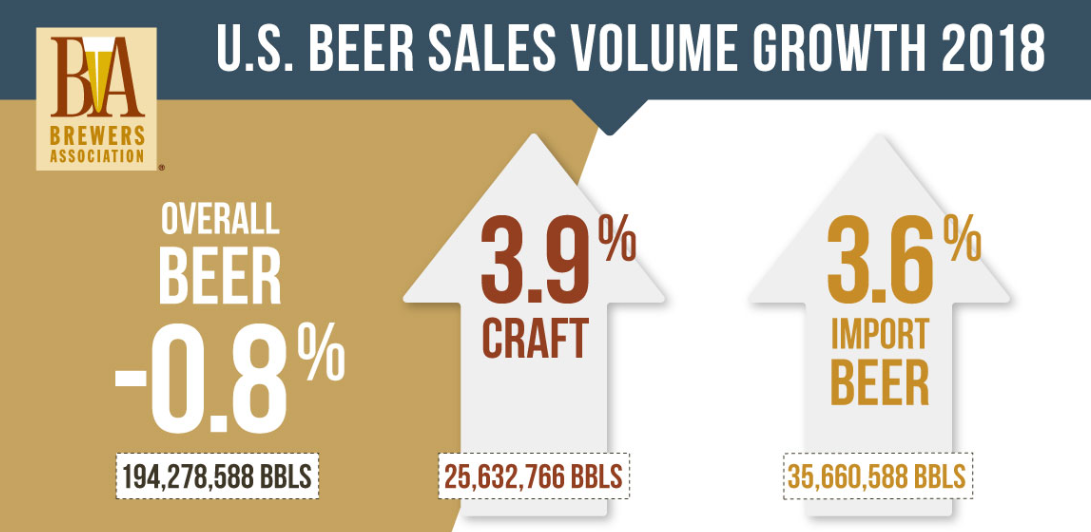 U.S. BEER SALES VOLUME GROWTH 2018
BA
BREWERS
ASSOCIATION
®
OVERALL
BEER
-0.8%
194,278,588 BBLS
3.9%
CRAFT
25,632,766 BBLS
3.6%
IMPORT
BEER
35,660,588 BBLS